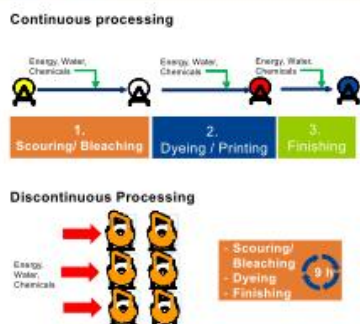 Continuous processing
Energy, Water,
Chemicals
Energy, Water,
Chemicals
Energy, Water,
Chemicals
1.
Scouring/ Bleaching
2.
Dyeing / Printing
3.
Finishing
Discontinuous Processing
Energy,
Water,
Chemicals
- Scouring/
Bleaching
- Dyeing
- Finishing
9 h